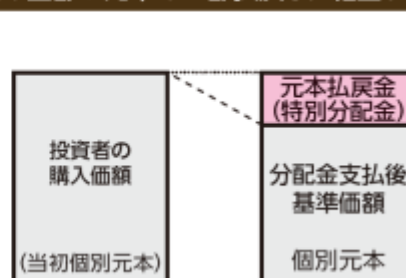 投資者の
購入価額
(当初個別元本)
元本払戻金
(特別分配金)
分配金支払後
基準価額
個別元本